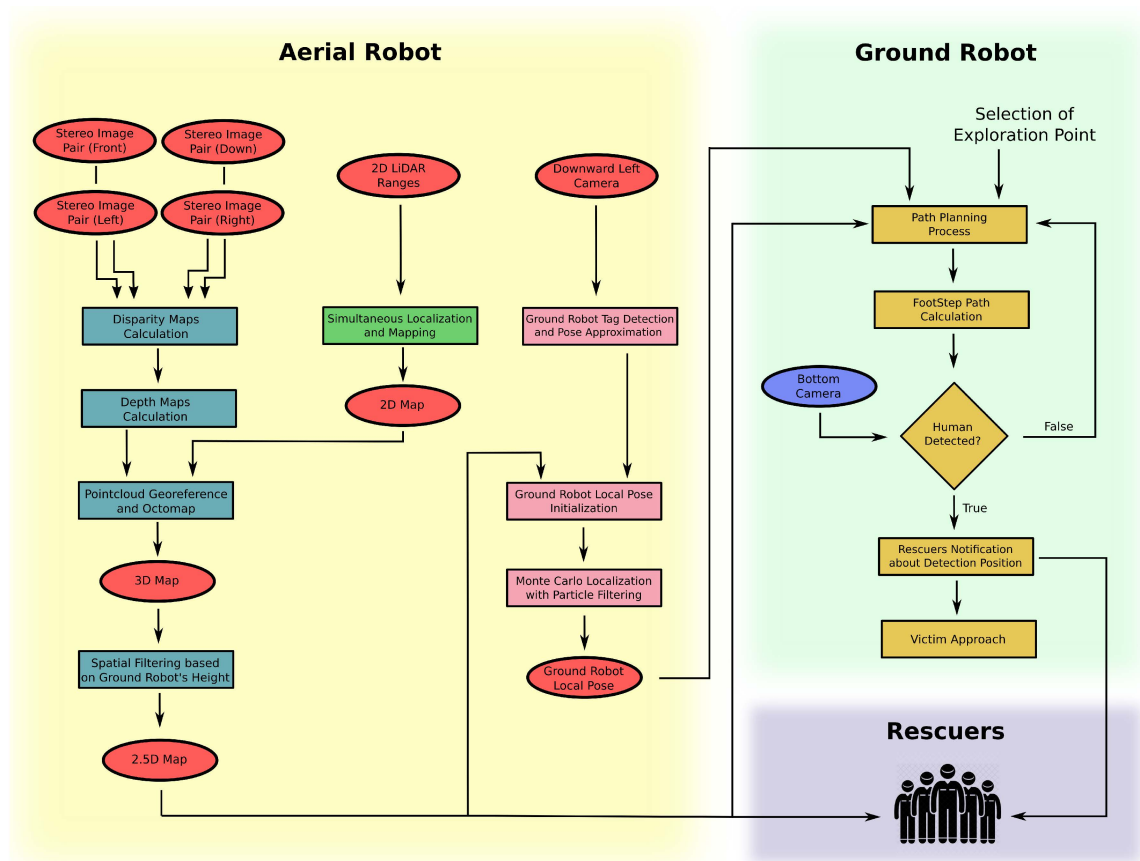 Aerial Robot
Ground Robot
Selection of
Exploration Point
Stereo Image
Pair (Front)
Stereo Image
Pair (Down)
2D LiDAR
Ranges
Downward Left
Camera
Stereo Image
Pair (Left)
Stereo Image
Pair (Right)
Path Planning
Process
Disparity Maps
Calculation
Simultaneous Localization
and Mapping
Ground Robot Tag Detection
and Pose Approximation
FootStep Path
Calculation
Depth Maps
Calculation
2D Map
Bottom
Camera
Human
Detected?
False
True
Pointcloud Georeference
and Octomap
Ground Robot Local Pose
Initialization
Rescuers Notification
about Detection Position
3D Map
Monte Carlo Localization
with Particle Filtering
Victim Approach
Spatial Filtering based
on Ground Robot's Height
Ground Robot
Local Pose
2.5D Map
Rescuers